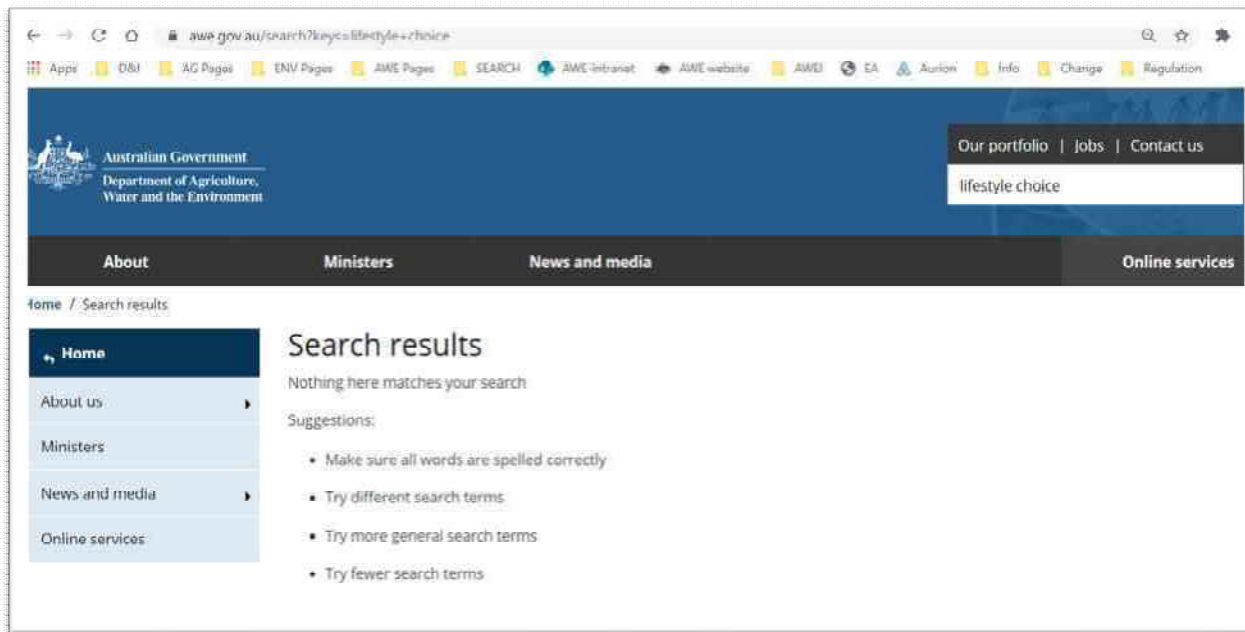 awe.gov.au/search?keys=lifestyle+choice
Apps D&I AG Pages ENV Pages AWE Pages SEARCH AWE-intranet AWE website AWEI EA Aurion Info Change Regulation
Our portfolio | Jobs | Contact us
Australian Government
Department of Agriculture,
Water and the Environment
lifestyle choice
About Ministers News and media Online services
Home / Search results
Home
About us
Ministers
News and media
Online services
Search results
Nothing here matches your search
Suggestions:
• Make sure all words are spelled correctly
• Try different search terms
• Try more general search terms
• Try fewer search terms